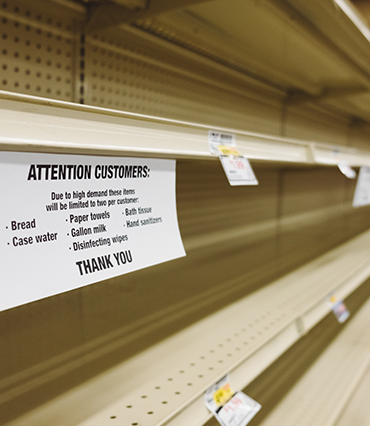 ATTENTION CUSTOMERS:
Due to high demand these items
will be limited to two per customer:
· Bread
· Case water
· Paper towels
· Gallon milk
· Disinfecting wipes
· Bath tissue
· Hand sanitizers
THANK YOU